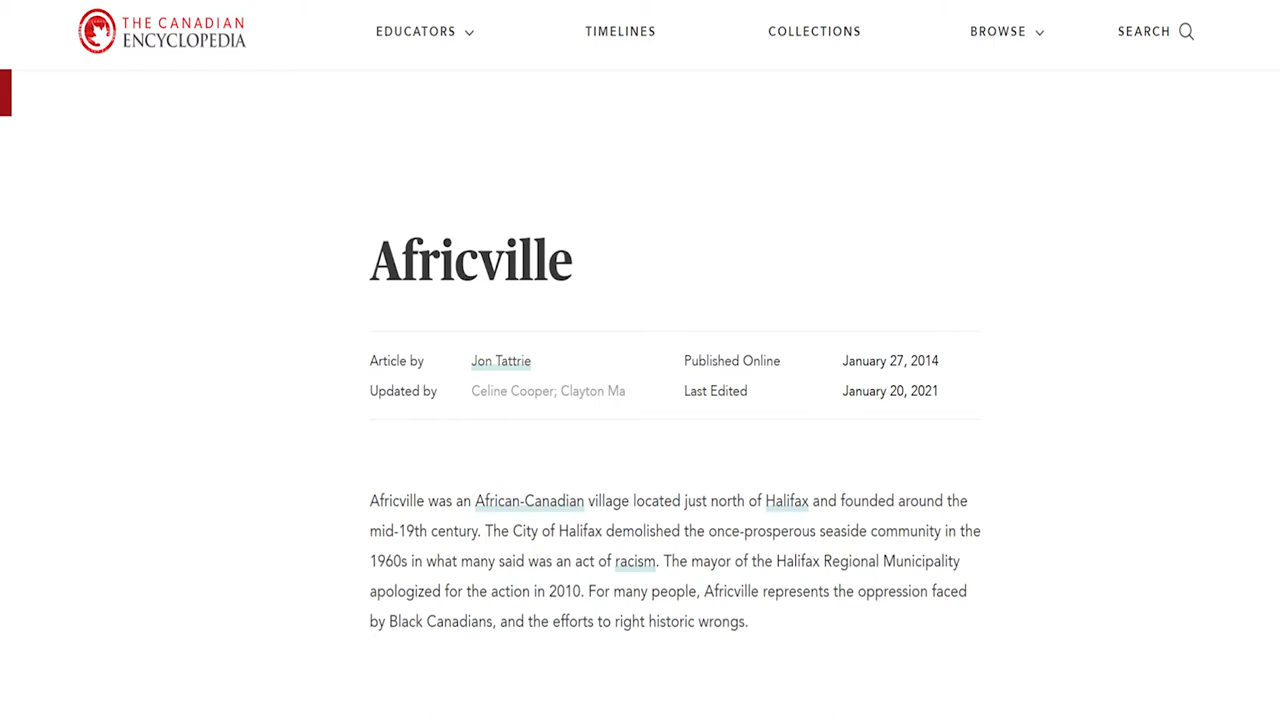 THE CANADIAN
ENCYCLOPEDIA
EDUCATORS
TIMELINES
COLLECTIONS
BROWSE
SEARCH
Africville
Article by Jon Tattrie Published Online January 27, 2014
Updated by Celine Cooper; Clayton Ma Last Edited January 20, 2021
Africville was an African-Canadian village located just north of Halifax and founded around the
mid-19th century. The City of Halifax demolished the once-prosperous seaside community in the
1960s in what many said was an act of racism. The mayor of the Halifax Regional Municipality
apologized for the action in 2010. For many people, Africville represents the oppression faced
by Black Canadians, and the efforts to right historic wrongs.